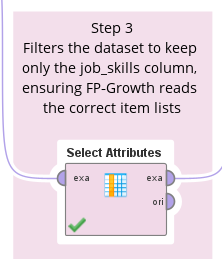 Step 3
Filters the dataset to keep
only the job_skills column,
ensuring FP-Growth reads
the correct item lists
Select Attributes
exa exa
ori